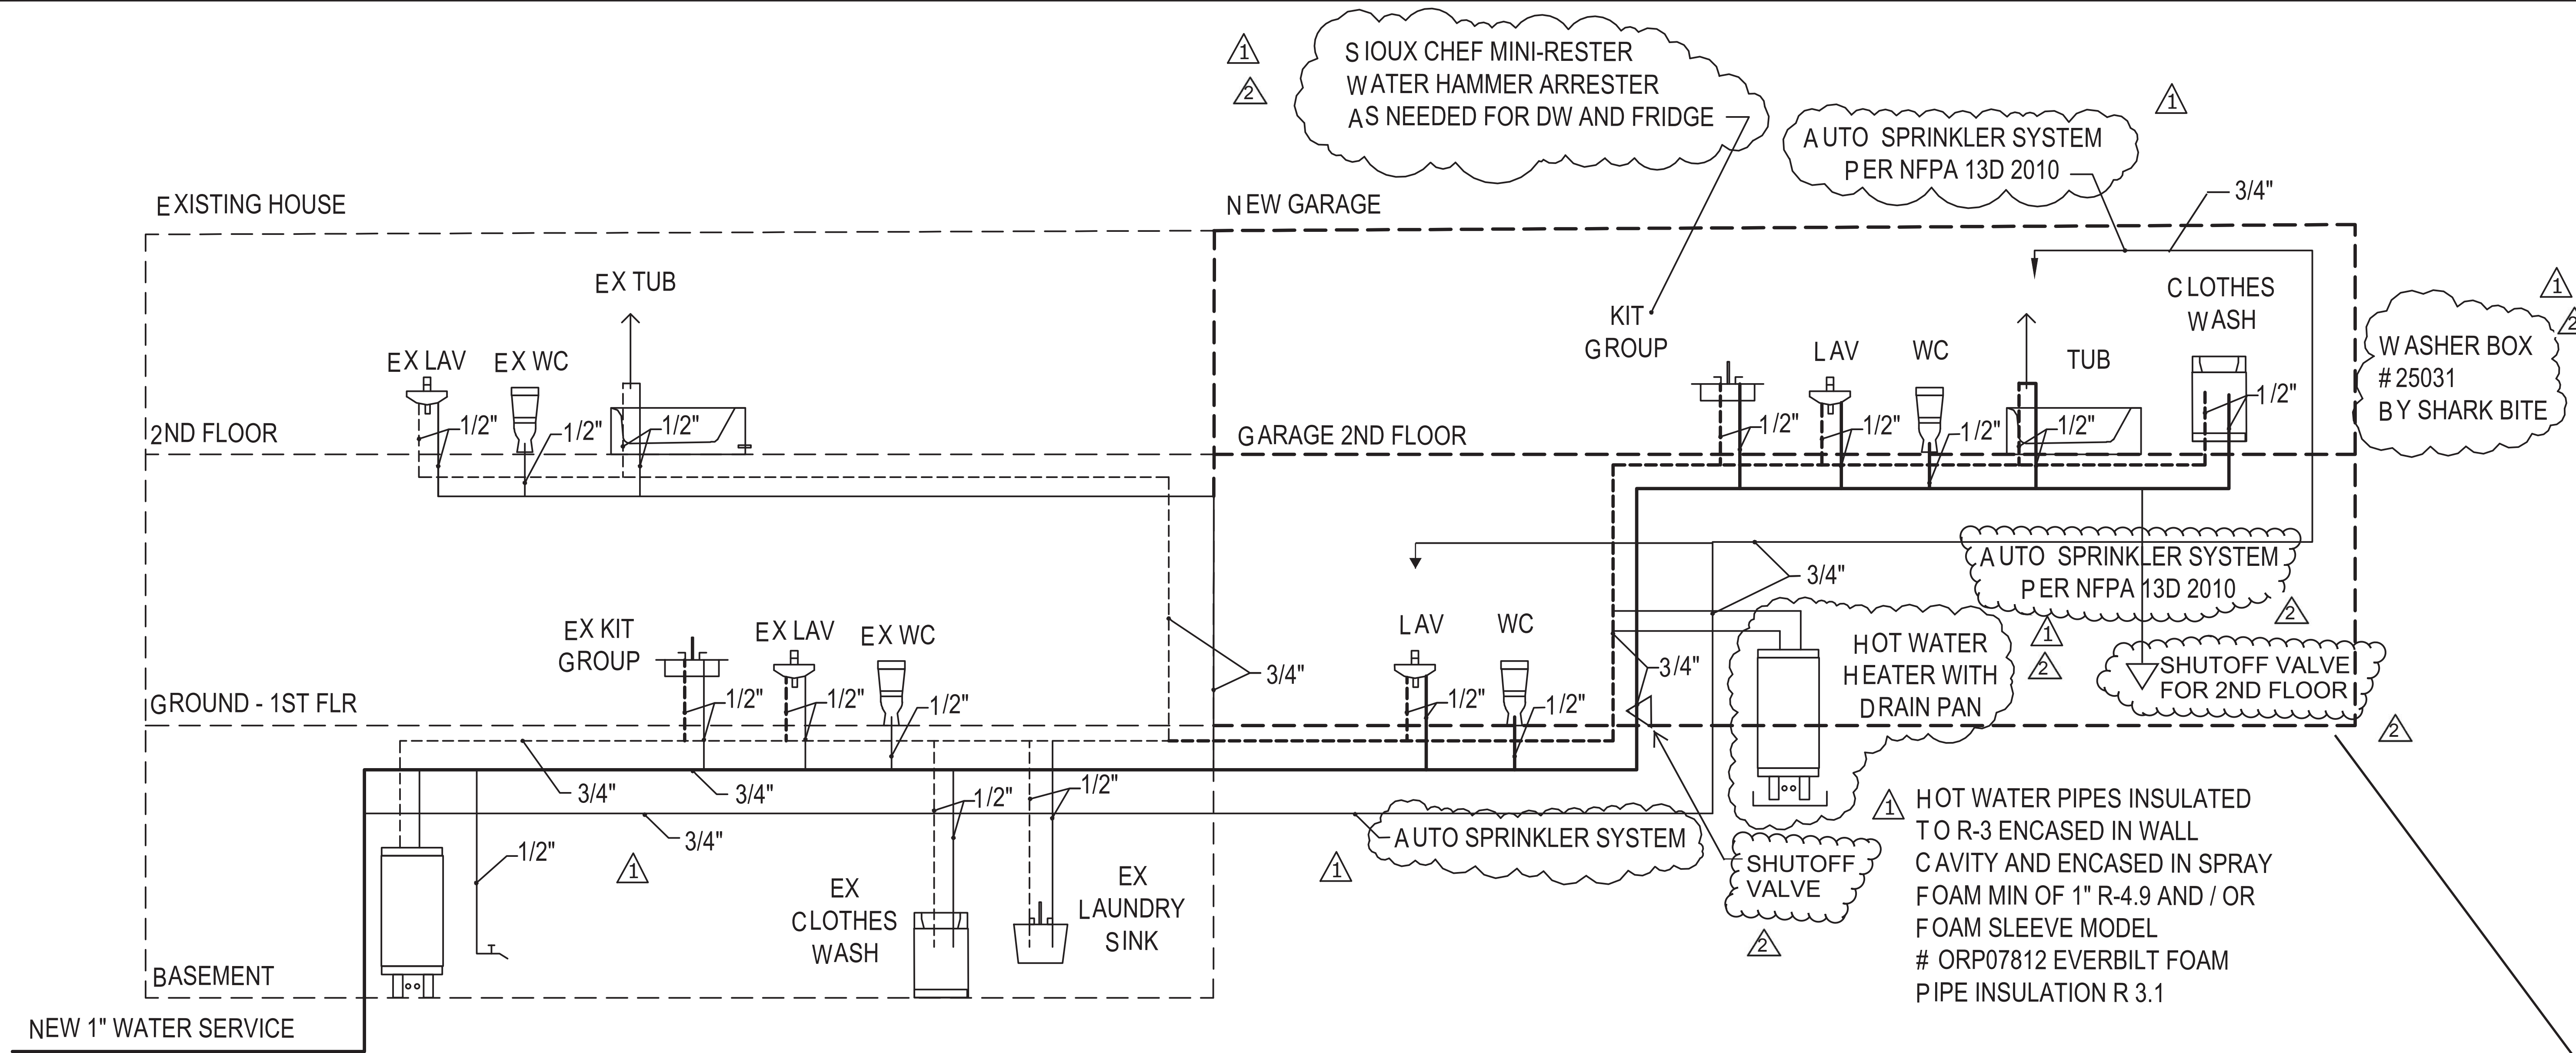 1
2
SIOUX CHEF MINI-RESTER
WATER HAMMER ARRESTER
AS NEEDED FOR DW AND FRIDGE
1
AUTO SPRINKLER SYSTEM
PER NFPA 13D 2010
3/4"
EXISTING HOUSE
NEW GARAGE
EX TUB
EX LAV
EX WC
1/2"
1/2"
1/2"
2ND FLOOR
KIT
GROUP
LAV
WC
TUB
CLOTHES
WASH
1/2"
1/2"
1/2"
1/2"
1/2"
GARAGE 2ND FLOOR
1
2
WASHER BOX
#25031
BY SHARK BITE
EX KIT
GROUP
EX LAV
EX WC
1/2"
1/2"
1/2"
GROUND - 1ST FLR
3/4"
LAV
WC
1/2"
1/2"
3/4"
3/4"
AUTO SPRINKLER SYSTEM
PER NFPA 13D 2010
2
1
2
HOT WATER
HEATER WITH
DRAIN PAN
SHUTOFF VALVE
FOR 2ND FLOOR
2
3/4"
3/4"
3/4"
1/2"
1/2"
1/2"
1
EX
CLOTHES
WASH
EX
LAUNDRY
SINK
1
AUTO SPRINKLER SYSTEM
SHUTOFF
VALVE
2
1
HOT WATER PIPES INSULATED
TO R-3 ENCASED IN WALL
CAVITY AND ENCASED IN SPRAY
FOAM MIN OF 1" R-4.9 AND / OR
FOAM SLEEVE MODEL
# ORP07812 EVERBILT FOAM
PIPE INSULATION R 3.1
BASEMENT
NEW 1" WATER SERVICE